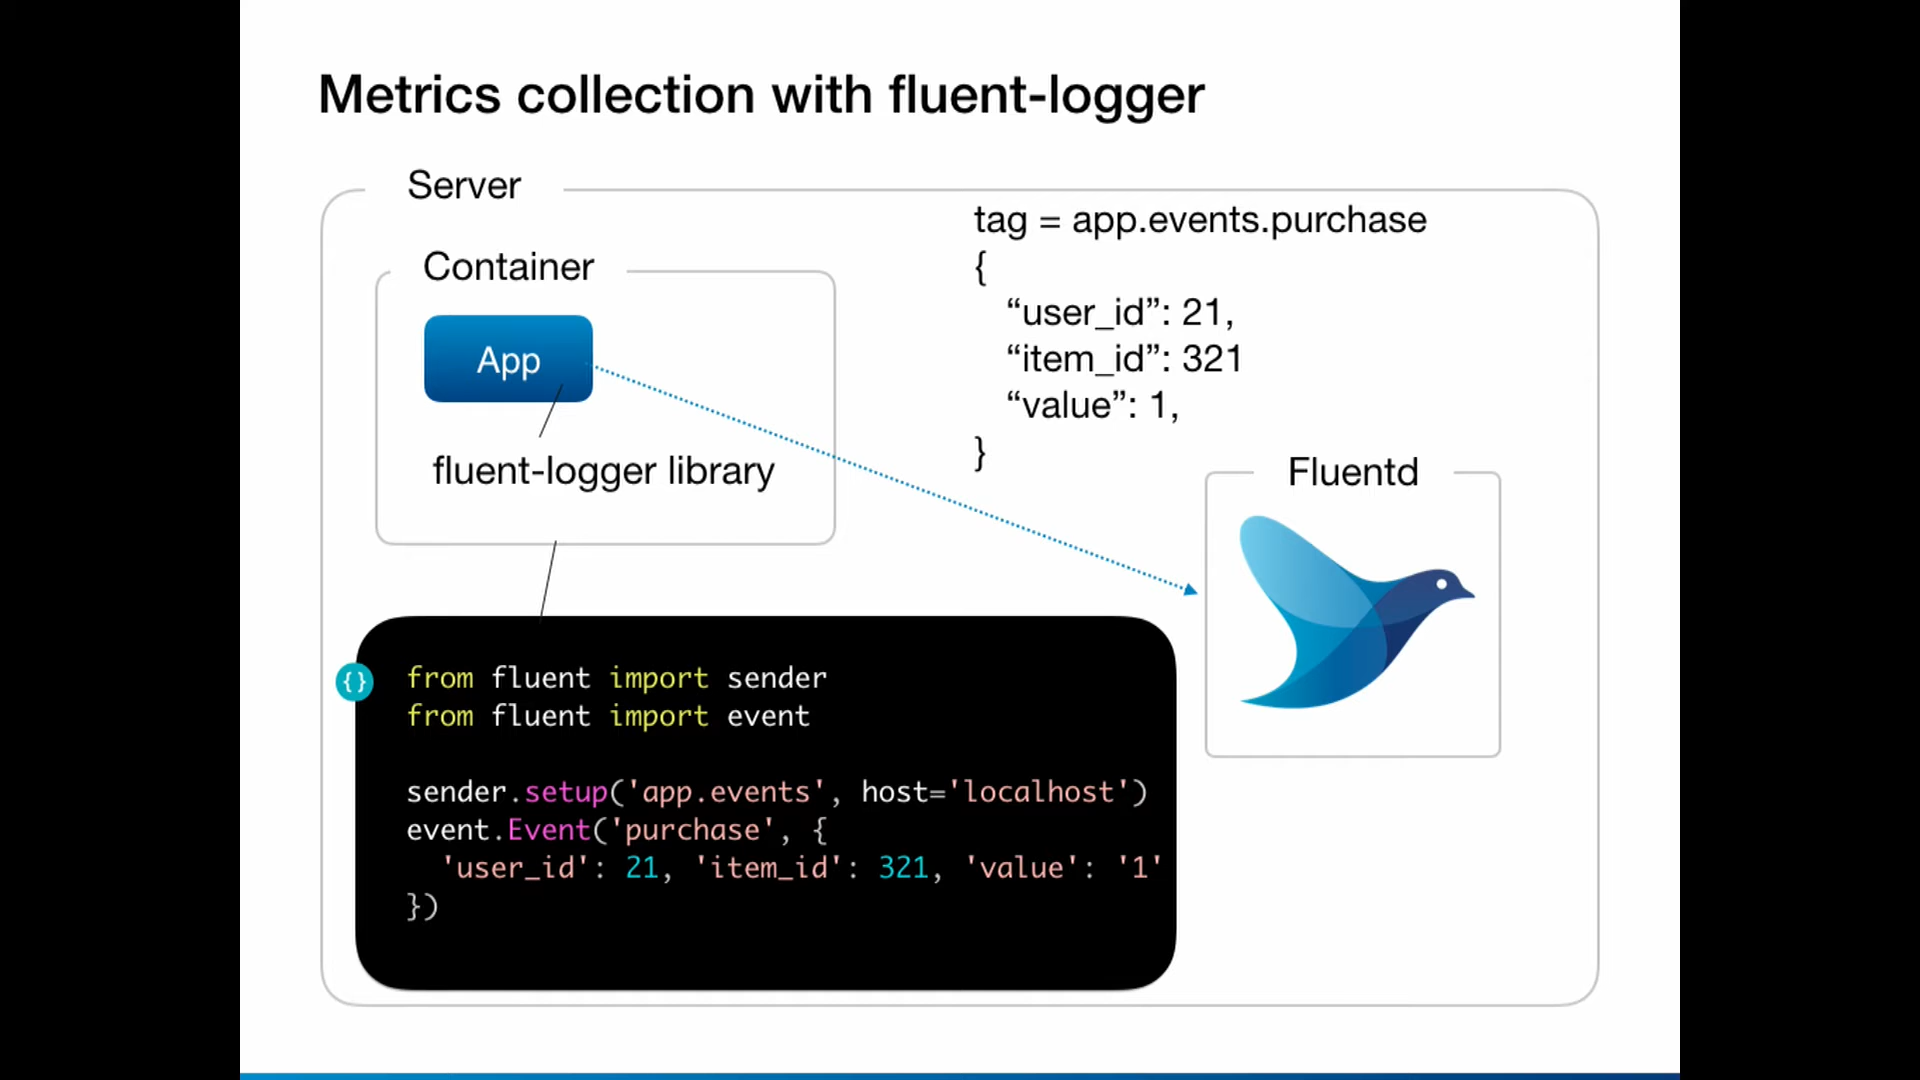 Metrics collection with fluent-logger
Server
Container
App
fluent-logger library
tag = app.events.purchase
{
“user_id”: 21,
“item_id”: 321
“value”: 1,
}
Fluentd
{}
from fluent import sender
from fluent import event
sender.setup('app.events', host='localhost')
event.Event('purchase', {
'user_id': 21, 'item_id': 321, 'value': '1'
})